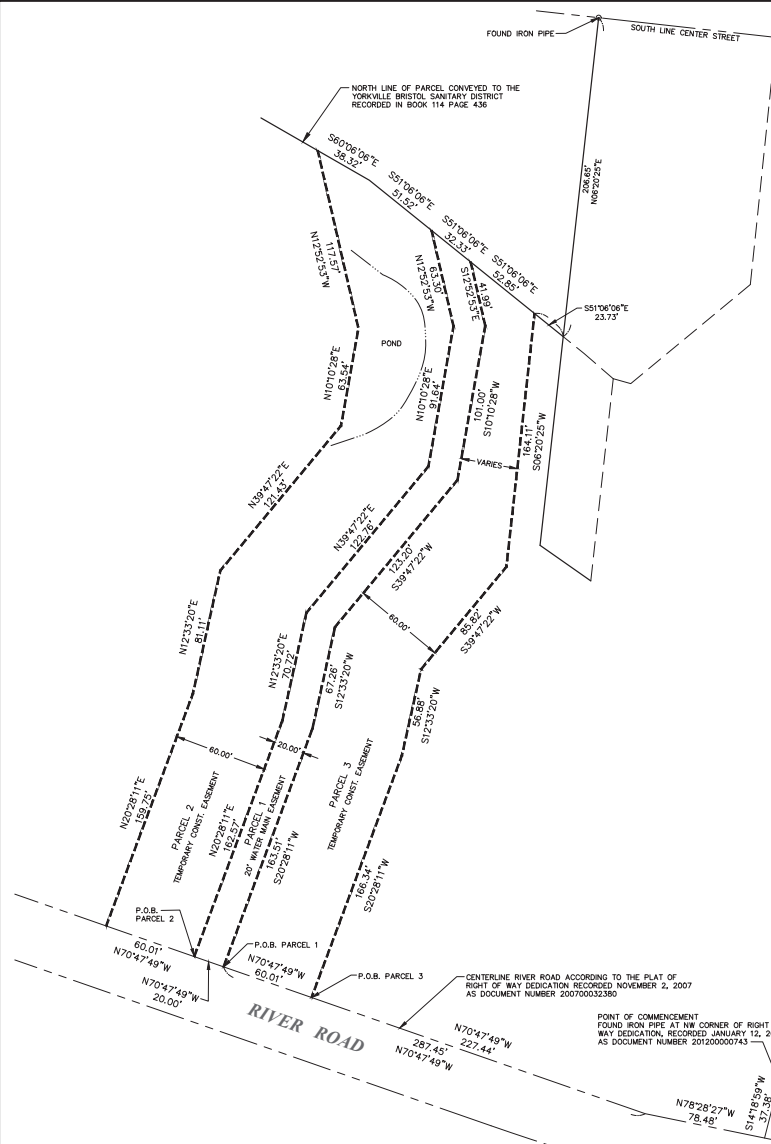 FOUND IRON PIPE
SOUTH LINE CENTER STREET
NORTH LINE OF PARCEL CONVEYED TO THE
YORKVILLE BRISTOL SANITARY DISTRICT
RECORDED IN BOOK 114 PAGE 436
S60°06'06"E
38.32'
S51°06'06"E
51.52'
S51°06'06"E
32.33'
S51°06'06"E
52.85'
206.65'
N06°20'25"E
S51°06'06"E
23.73'
117.57'
N12°52'53"W
63.30'
N12°52'53"W
41.99'
S12°52'53"E
POND
N10°10'28"E
63.54'
N10°10'28"E
91.64'
101.00'
S10°10'28"W
164.11'
S06°20'25"W
VARIES
N39°47'22"E
121.43'
N39°47'22"E
122.76'
123.20'
S39°47'22"W
60.00'
85.82'
S39°47'22"W
N12°33'20"E
81.11'
N12°33'20"E
70.72'
67.26'
S12°33'20"W
56.88'
S12°33'20"W
60.00'
20.00'
N20°28'11"E
159.75'
PARCEL 2
TEMPORARY CONST. EASEMENT
N20°28'11"E
162.57'
PARCEL 1
20' WATER MAIN EASEMENT
163.51'
S20°28'11"W
PARCEL 3
TEMPORARY CONST. EASEMENT
166.34'
S20°28'11"W
P.O.B.
PARCEL 2
P.O.B. PARCEL 1
P.O.B. PARCEL 3
60.01'
N70°47'49"W
N70°47'49"W
20.00'
N70°47'49"W
60.01'
RIVER ROAD
CENTERLINE RIVER ROAD ACCORDING TO THE PLAT OF
RIGHT OF WAY DEDICATION RECORDED NOVEMBER 2, 2007
AS DOCUMENT NUMBER 200700032380
N70°47'49"W
227.44'
287.45'
N70°47'49"W
POINT OF COMMENCEMENT
FOUND IRON PIPE AT NW CORNER OF RIGHT
WAY DEDICATION, RECORDED JANUARY 12, 2
AS DOCUMENT NUMBER 201200000743
N78°28'27"W
78.48'
S14°18'59"W
37.38'